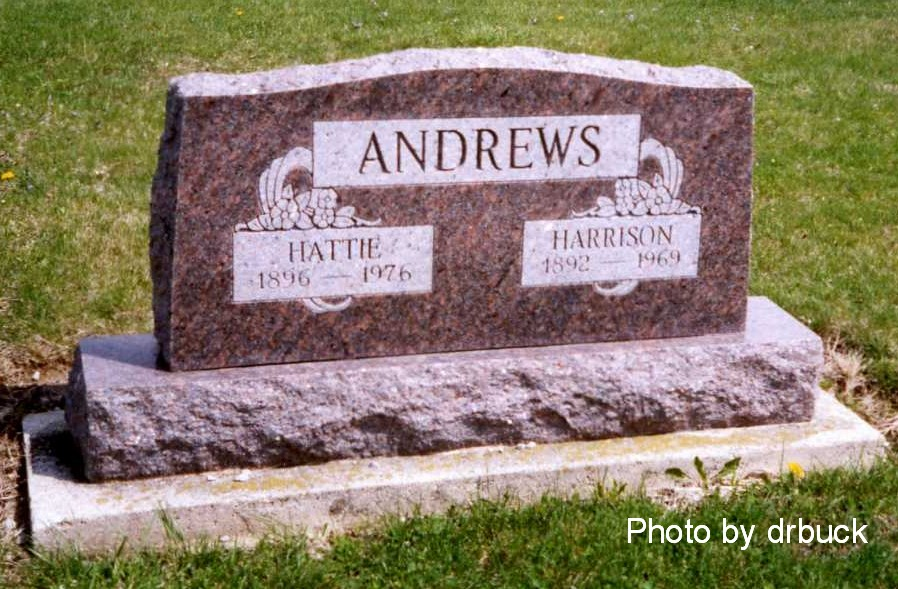 ANDREWS
HATTIE
1896 — 1976
HARRISON
1892 — 1969
Photo by drbuck